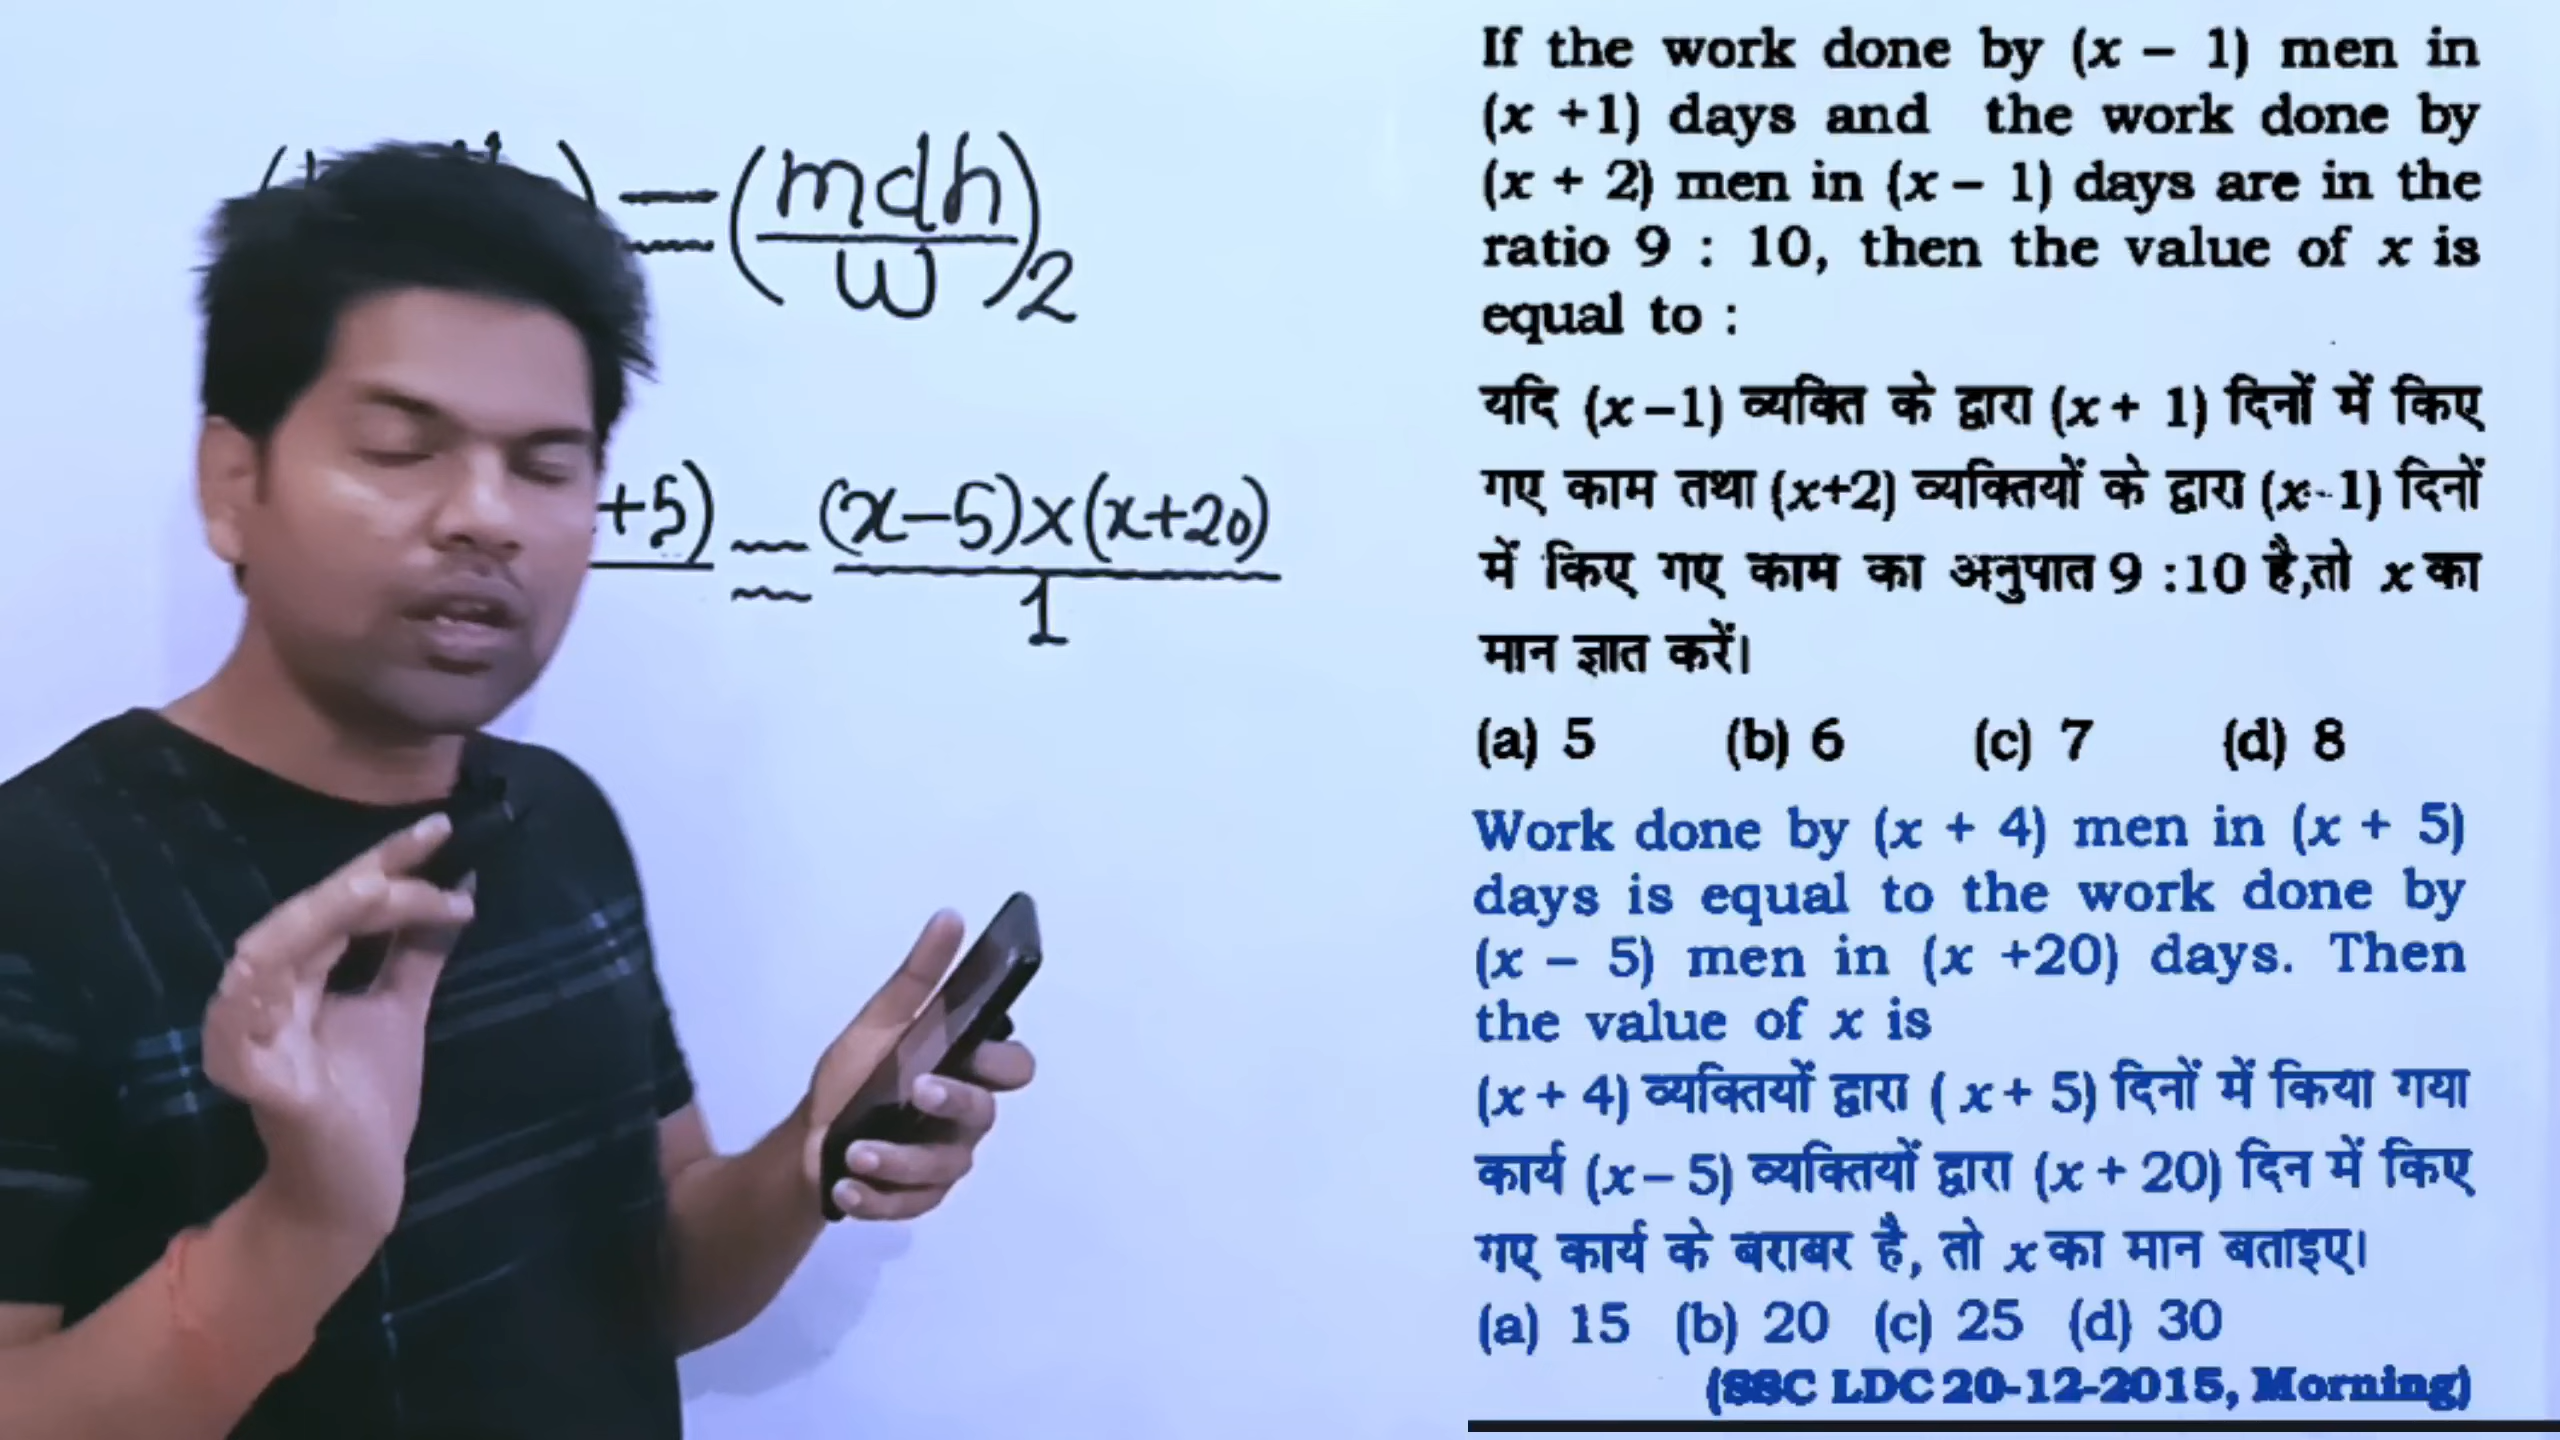 = (mdh/w)2
+5) = (x-5)×(x+20)
1
If the work done by (x - 1) men in
(x +1) days and the work done by
(x + 2) men in (x - 1) days are in the
ratio 9 : 10, then the value of x is
equal to :
यदि (x-1) व्यक्ति के द्वारा (x+ 1) दिनों में किए
गए काम तथा (x+2) व्यक्तियों के द्वारा (x-1) दिनों
में किए गए काम का अनुपात 9 :10 है,तो x का
मान ज्ञात करें।
(a) 5 (b) 6 (c) 7 (d) 8
Work done by (x + 4) men in (x + 5)
days is equal to the work done by
(x - 5) men in (x +20) days. Then
the value of x is
(x + 4) व्यक्तियों द्वारा ( x + 5) दिनों में किया गया
कार्य (x- 5) व्यक्तियों द्वारा (x + 20) दिन में किए
गए कार्य के बराबर है, तो x का मान बताइए।
(a) 15 (b) 20 (c) 25 (d) 30
(SSC LDC 20-12-2015, Morning)